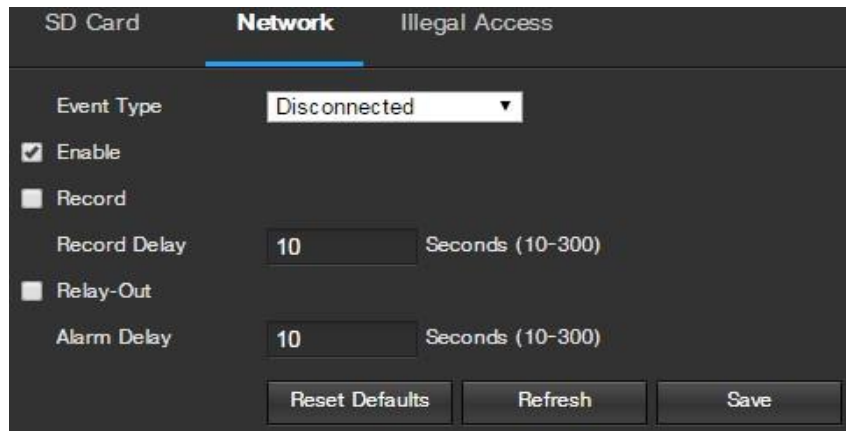 SD Card Network Illegal Access
Event Type Disconnected
Enable
Record
Record Delay 10 Seconds (10-300)
Relay-Out
Alarm Delay 10 Seconds (10-300)
Reset Defaults Refresh Save